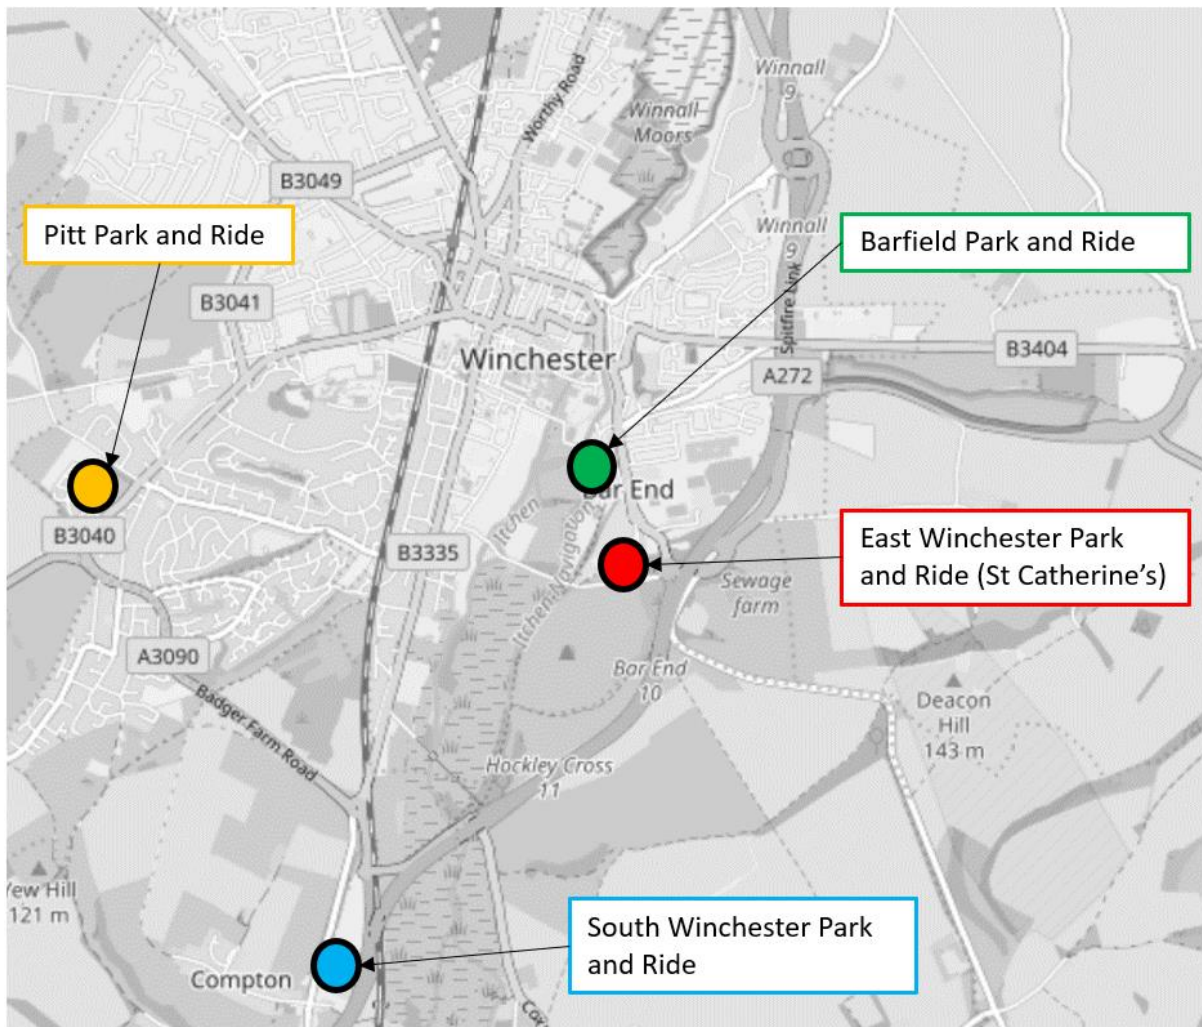 Winnall
9
Worthy Road
Winnall
Moors
B3049
Pitt Park and Ride
Winnall
9
Barfield Park and Ride
B3041
Spitfire Link
Winchester
B3404
A272
Bar End
B3040
B3335
Itchen
Itchen Navigation
East Winchester Park
and Ride (St Catherine’s)
Sewage
farm
A3090
Bar End
10
Badger Farm Road
Deacon
Hill
143 m
Hockley Cross
11
Yew Hill
121 m
South Winchester Park
and Ride
Compton